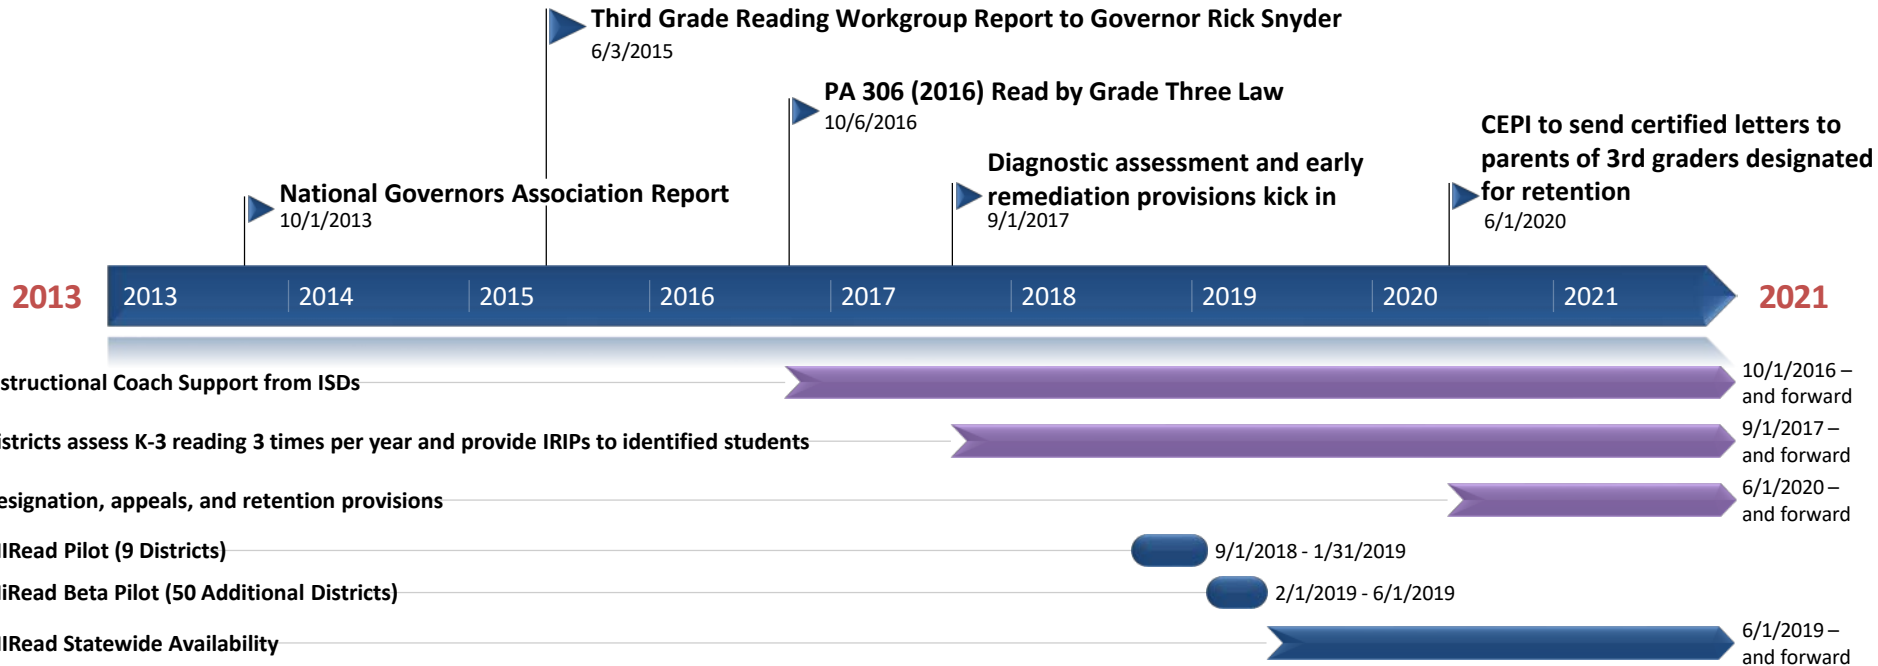 Third Grade Reading Workgroup Report to Governor Rick Snyder
6/3/2015
PA 306 (2016) Read by Grade Three Law
10/6/2016
CEPI to send certified letters to
parents of 3rd graders designated
for retention
6/1/2020
Diagnostic assessment and early
remediation provisions kick in
9/1/2017
National Governors Association Report
10/1/2013
2013 2013 2014 2015 2016 2017 2018 2019 2020 2021 2021
nstructional Coach Support from ISDs
10/1/2016 –
and forward
istricts assess K-3 reading 3 times per year and provide IRIPs to identified students
9/1/2017 –
and forward
esignation, appeals, and retention provisions
6/1/2020 –
and forward
IRead Pilot (9 Districts)
9/1/2018 - 1/31/2019
iRead Beta Pilot (50 Additional Districts)
2/1/2019 - 6/1/2019
IRead Statewide Availability
6/1/2019 –
and forward